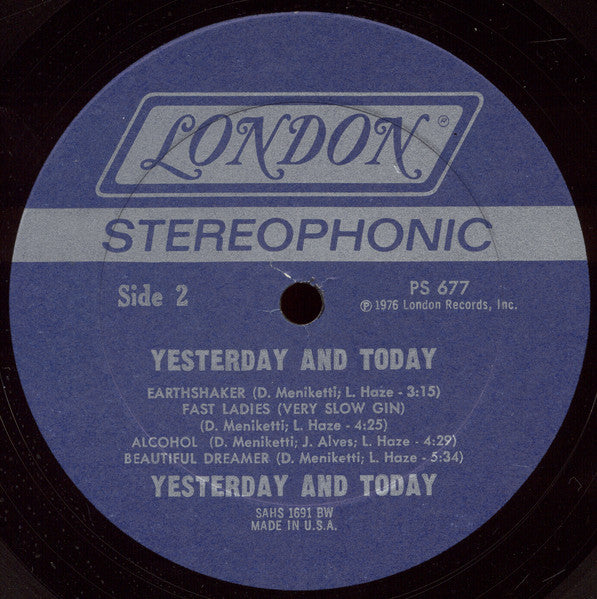 LONDON®
STEREOPHONIC
Side 2
PS 677
℗ 1976 London Records, Inc.
YESTERDAY AND TODAY
EARTHSHAKER (D. Meniketti; L. Haze - 3:15)
FAST LADIES (VERY SLOW GIN)
(D. Meniketti; L. Haze - 4:25)
ALCOHOL (D. Meniketti; J. Alves; L. Haze - 4:29)
BEAUTIFUL DREAMER (D. Meniketti; L. Haze - 5:34)
YESTERDAY AND TODAY
SAHS 1691 BW
MADE IN U.S.A.